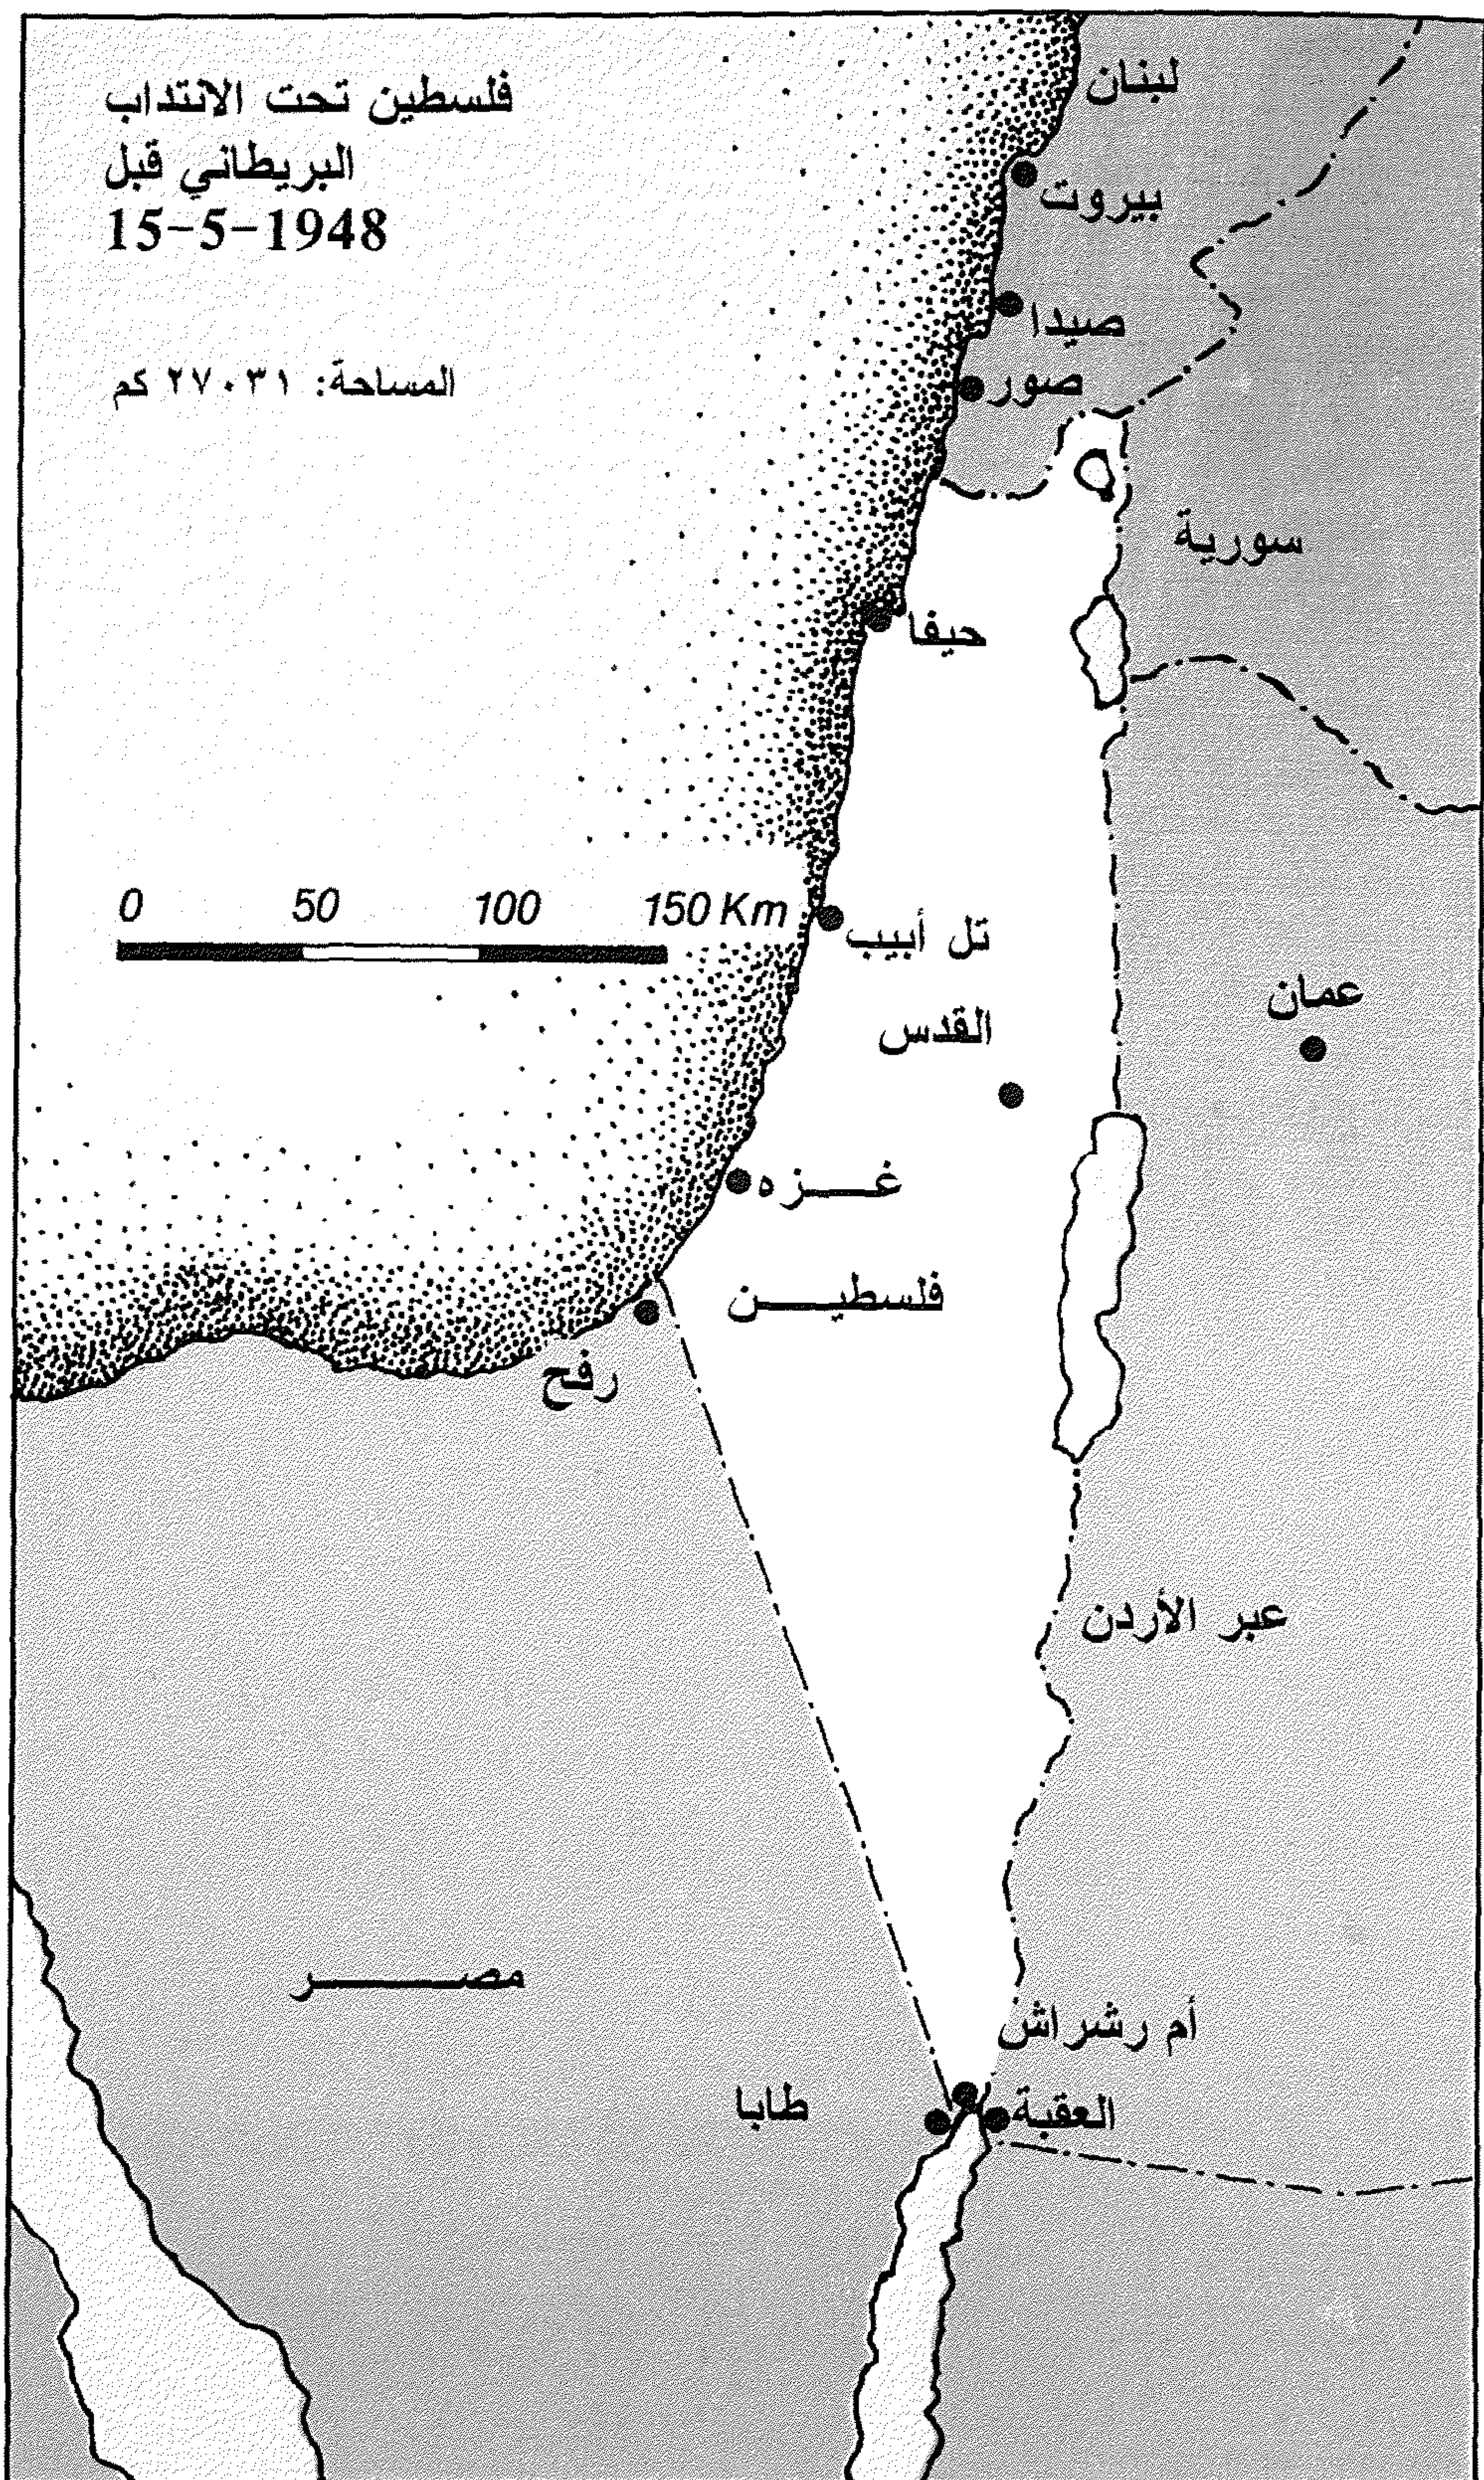 فلسطين تحت الانتداب
البريطاني قبل
15-5-1948
المساحة: ٢٧٠٣١ كم
لبنان
بيروت
صيدا
صور
سورية
حيفا
0 50 100 150 Km
تل أبيب
القدس
عمان
غـــزه
فلسطيـــن
رفح
عبر الأردن
مصـــــر
أم رشراش
طابا
العقبة